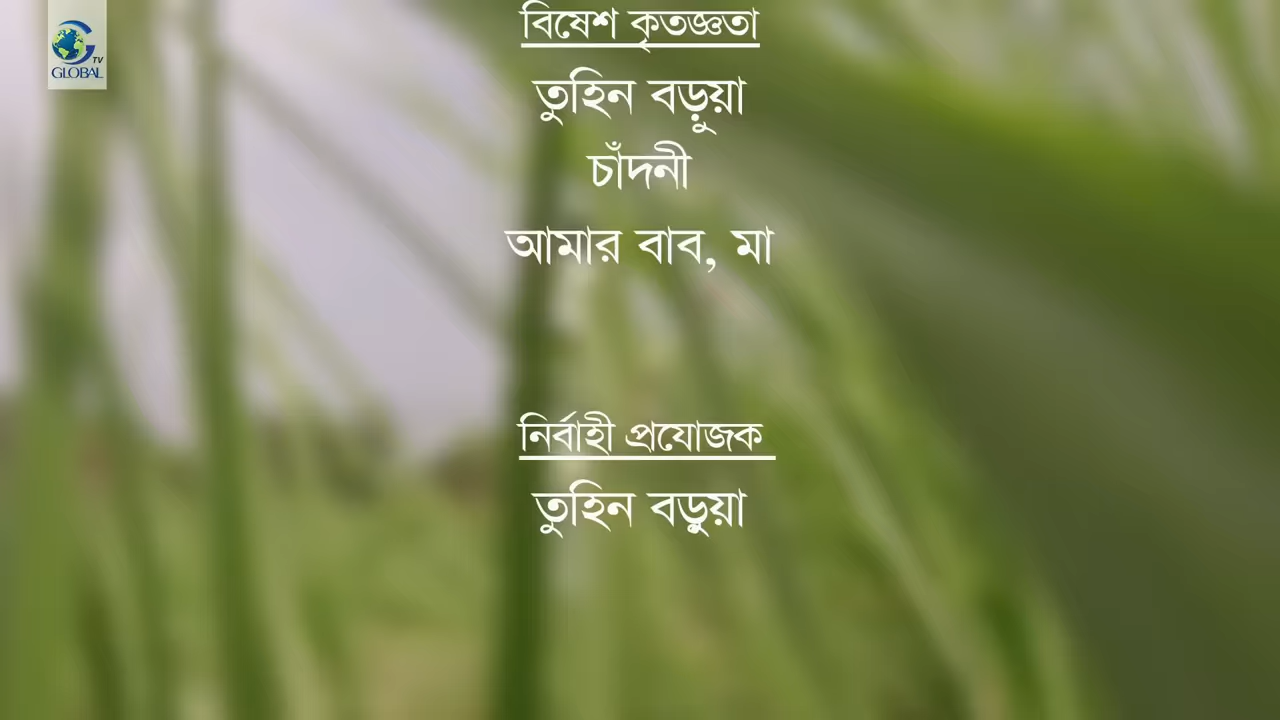 TV
GLOBAL
বিষেশ কৃতজ্ঞতা
তুহিন বড়ুয়া
চাঁদনী
আমার বাব, মা
নির্বাহী প্রযোজক
তুহিন বড়ুয়া